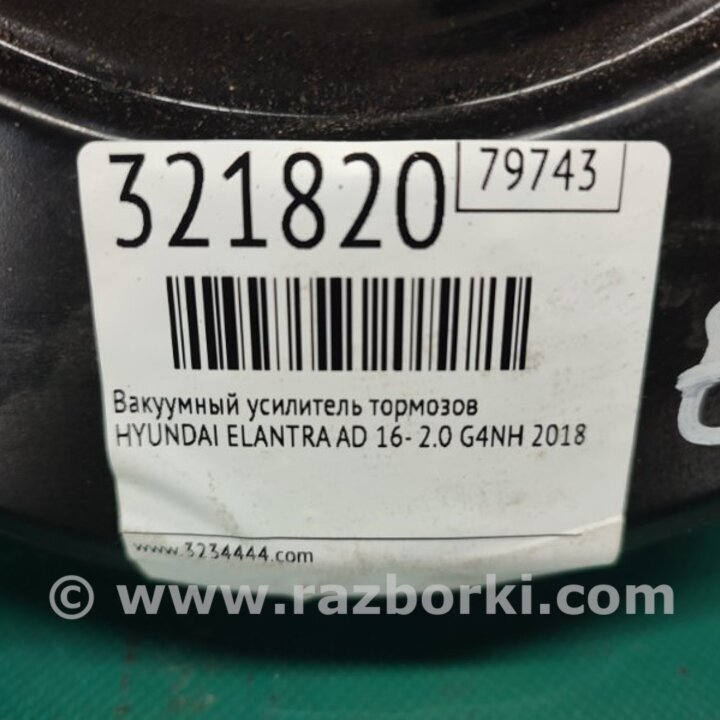 321820 79743
Вакуумный усилитель тормозов
HYUNDAI ELANTRA AD 16- 2.0 G4NH 2018
www.3234444.com
© www.razborki.com